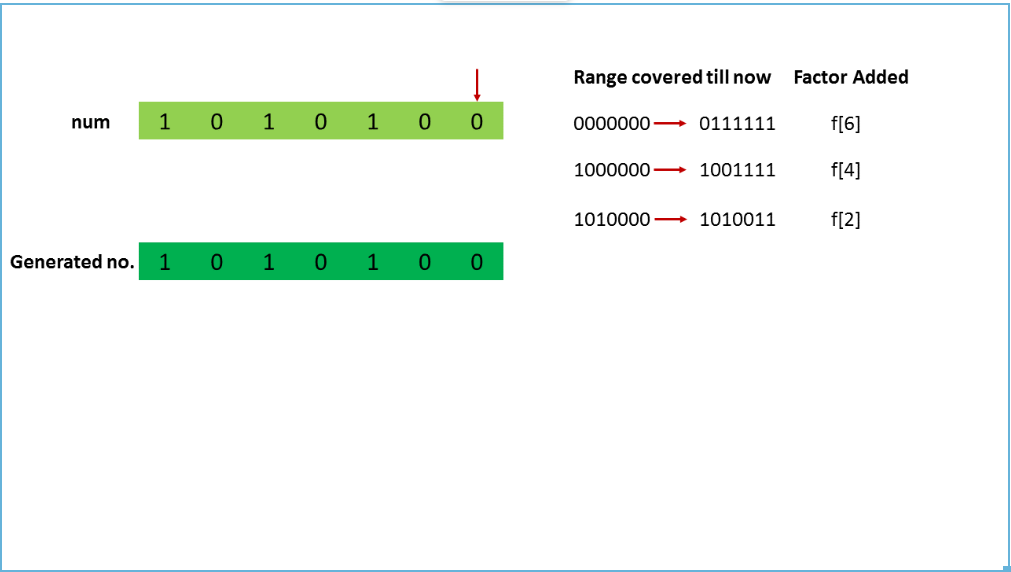 Range covered till now Factor Added
num 1 0 1 0 1 0 0
0000000 0111111 f[6]
1000000 1001111 f[4]
1010000 1010011 f[2]
Generated no. 1 0 1 0 1 0 0